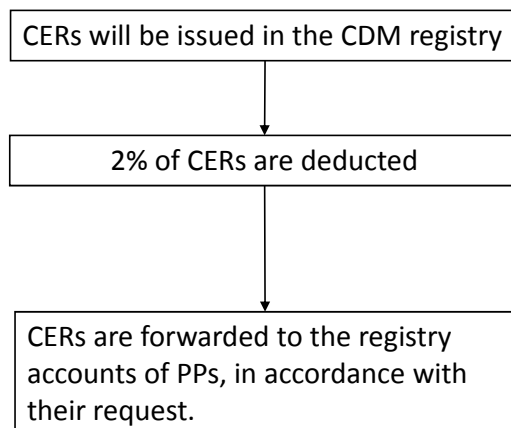 CERs will be issued in the CDM registry
2% of CERs are deducted
CERs are forwarded to the registry
accounts of PPs, in accordance with
their request.